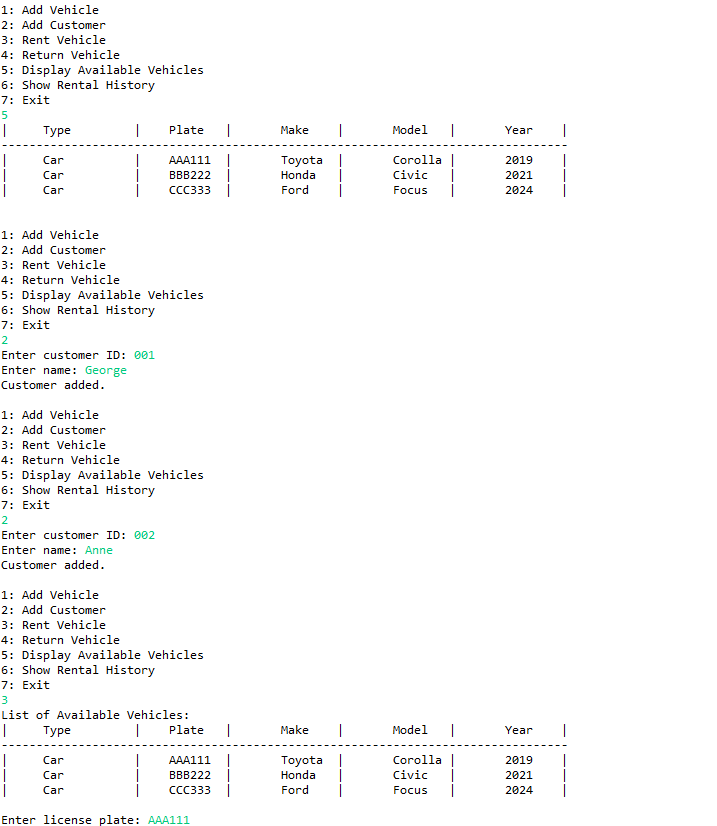 1: Add Vehicle
2: Add Customer
3: Rent Vehicle
4: Return Vehicle
5: Display Available Vehicles
6: Show Rental History
7: Exit
5
|     Type         |    Plate   |       Make    |       Model   |       Year    |
---------------------------------------------------------------------------------
|     Car          |    AAA111  |       Toyota  |       Corolla |       2019    |
|     Car          |    BBB222  |       Honda   |       Civic   |       2021    |
|     Car          |    CCC333  |       Ford    |       Focus   |       2024    |
1: Add Vehicle
2: Add Customer
3: Rent Vehicle
4: Return Vehicle
5: Display Available Vehicles
6: Show Rental History
7: Exit
2
Enter customer ID: 001
Enter name: George
Customer added.
1: Add Vehicle
2: Add Customer
3: Rent Vehicle
4: Return Vehicle
5: Display Available Vehicles
6: Show Rental History
7: Exit
2
Enter customer ID: 002
Enter name: Anne
Customer added.
1: Add Vehicle
2: Add Customer
3: Rent Vehicle
4: Return Vehicle
5: Display Available Vehicles
6: Show Rental History
7: Exit
3
List of Available Vehicles:
|     Type         |    Plate   |       Make    |       Model   |       Year    |
---------------------------------------------------------------------------------
|     Car          |    AAA111  |       Toyota  |       Corolla |       2019    |
|     Car          |    BBB222  |       Honda   |       Civic   |       2021    |
|     Car          |    CCC333  |       Ford    |       Focus   |       2024    |
Enter license plate: AAA111